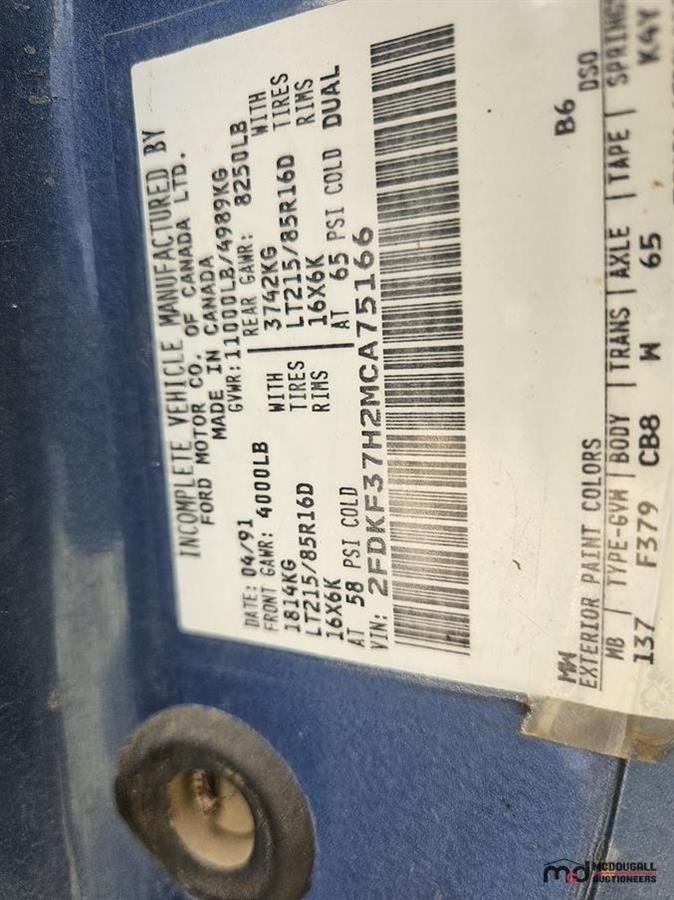 INCOMPLETE VEHICLE MANUFACTURED BY
FORD MOTOR CO. OF CANADA LTD.
MADE IN CANADA
DATE: 04/91 GVWR: 11000LB/4989KG
FRONT GAWR: 4000LB REAR GAWR: 8250LB
1814KG WITH 3742KG WITH
LT215/85R16D TIRES LT215/85R16D TIRES
16X6K RIMS 16X6K RIMS
AT 58 PSI COLD AT 65 PSI COLD DUAL
VIN: 2FDKF37H2MCA75166
MW B6
EXTERIOR PAINT COLORS DSO
MB | TYPE-GVW | BODY | TRANS | AXLE | TAPE | SPRINGS
137 F379 CB8 W 65 K4Y
McDOUGALL
AUCTIONEERS